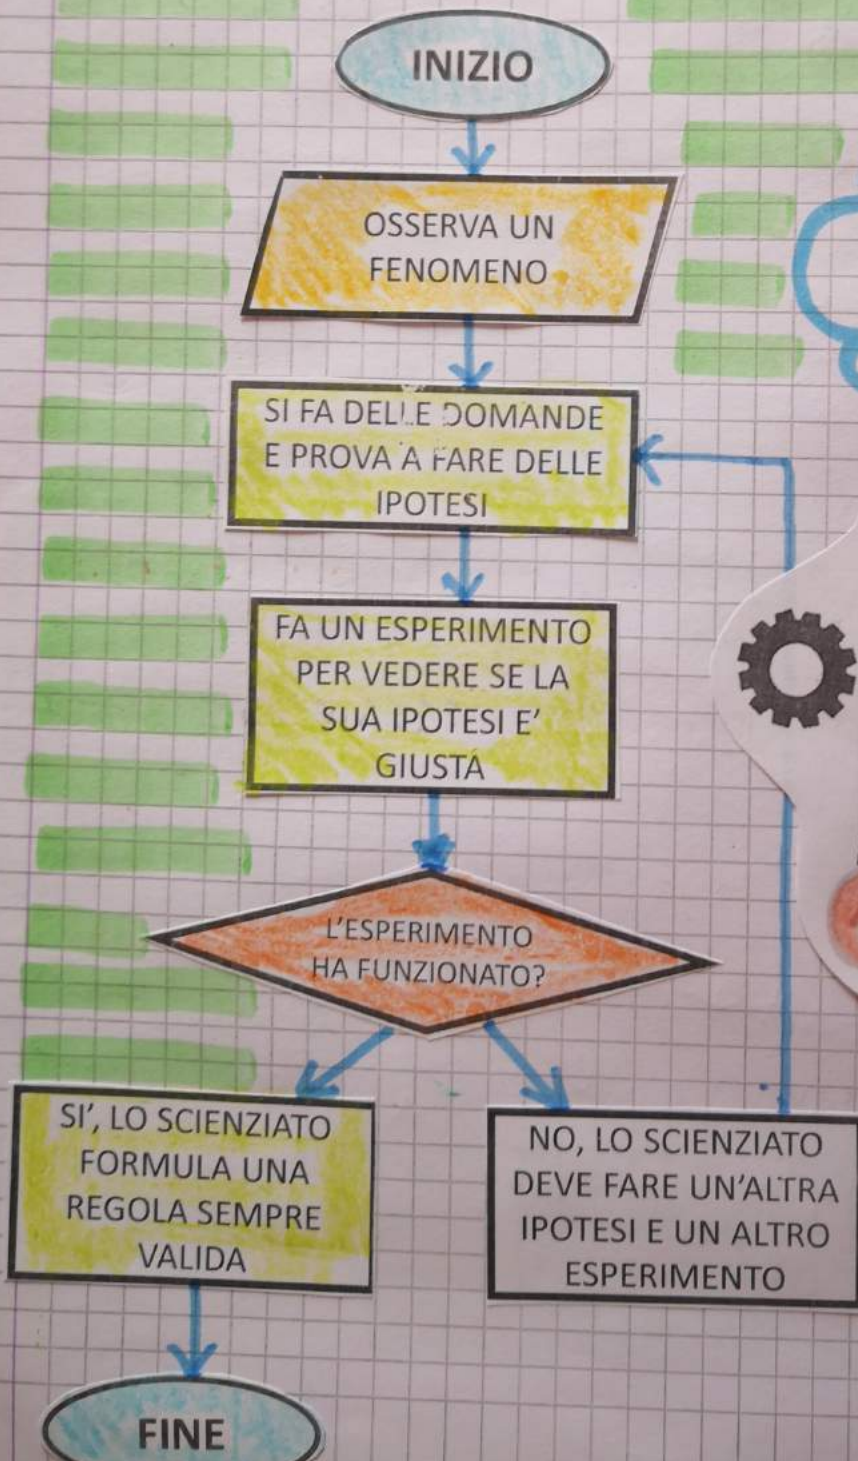 INIZIO
OSSERVA UN
FENOMENO
SI FA DELLE DOMANDE
E PROVA A FARE DELLE
IPOTESI
FA UN ESPERIMENTO
PER VEDERE SE LA
SUA IPOTESI E'
GIUSTA
L'ESPERIMENTO
HA FUNZIONATO?
SI', LO SCIENZIATO
FORMULA UNA
REGOLA SEMPRE
VALIDA
NO, LO SCIENZIATO
DEVE FARE UN'ALTRA
IPOTESI E UN ALTRO
ESPERIMENTO
FINE